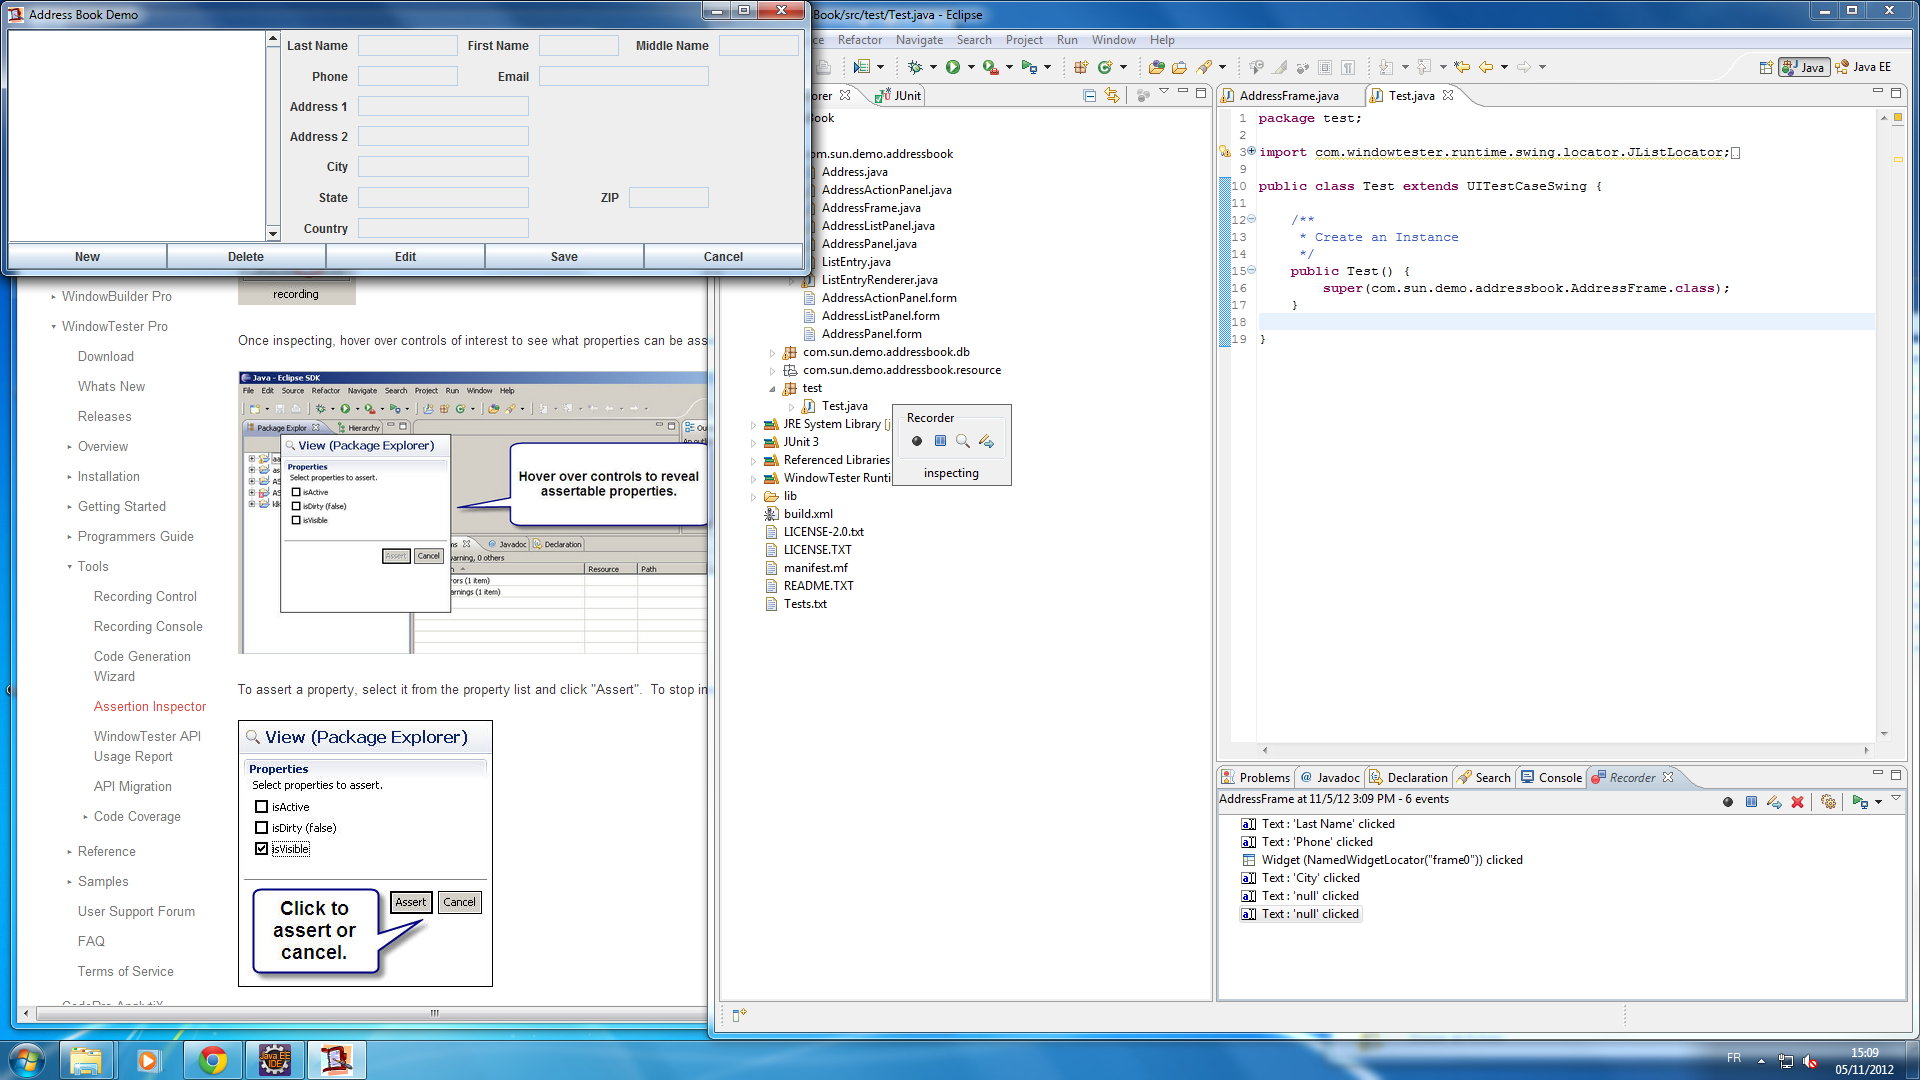 Address Book Demo
Last Name
First Name
Middle Name
Phone
Email
Address 1
Address 2
City
State
ZIP
Country
New
Delete
Edit
Save
Cancel
WindowBuilder Pro
WindowTester Pro
Download
Whats New
Releases
Overview
Installation
Getting Started
Programmers Guide
Tools
Recording Control
Recording Console
Code Generation
Wizard
Assertion Inspector
WindowTester API
Usage Report
API Migration
Code Coverage
Reference
Samples
User Support Forum
FAQ
Terms of Service
recording
Once inspecting, hover over controls of interest to see what properties can be ass
Java - Eclipse SDK
File Edit Source Refactor Navigate Search Project Run Window Help
Package Explor
Hierarchy
View (Package Explorer)
Properties
Select properties to assert.
isActive
isDirty (false)
isVisible
Assert
Cancel
Hover over controls to reveal
assertable properties.
Javadoc
Declaration
arning, 0 others
Resource
Path
rors (1 item)
arnings (1 item)
To assert a property, select it from the property list and click "Assert".  To stop in
View (Package Explorer)
Properties
Select properties to assert.
isActive
isDirty (false)
isVisible
Assert
Cancel
Click to
assert or
cancel.
Book/src/test/Test.java - Eclipse
ce Refactor Navigate Search Project Run Window Help
Java
Java EE
orer
JUnit
Book
om.sun.demo.addressbook
Address.java
AddressActionPanel.java
AddressFrame.java
AddressListPanel.java
AddressPanel.java
ListEntry.java
ListEntryRenderer.java
AddressActionPanel.form
AddressListPanel.form
AddressPanel.form
com.sun.demo.addressbook.db
com.sun.demo.addressbook.resource
test
Test.java
JRE System Library [j
JUnit 3
Referenced Libraries
WindowTester Runti
lib
build.xml
LICENSE-2.0.txt
LICENSE.TXT
manifest.mf
README.TXT
Tests.txt
Recorder
inspecting
AddressFrame.java
Test.java
1 package test;
2
3 import com.windowtester.runtime.swing.locator.JListLocator;
9
10 public class Test extends UITestCaseSwing {
11
12 /**
13 * Create an Instance
14 */
15 public Test() {
16 super(com.sun.demo.addressbook.AddressFrame.class);
17 }
18
19 }
Problems
Javadoc
Declaration
Search
Console
Recorder
AddressFrame at 11/5/12 3:09 PM - 6 events
Text : 'Last Name' clicked
Text : 'Phone' clicked
Widget (NamedWidgetLocator("frame0")) clicked
Text : 'City' clicked
Text : 'null' clicked
Text : 'null' clicked
Java EE
IDE
FR
15:09
05/11/2012